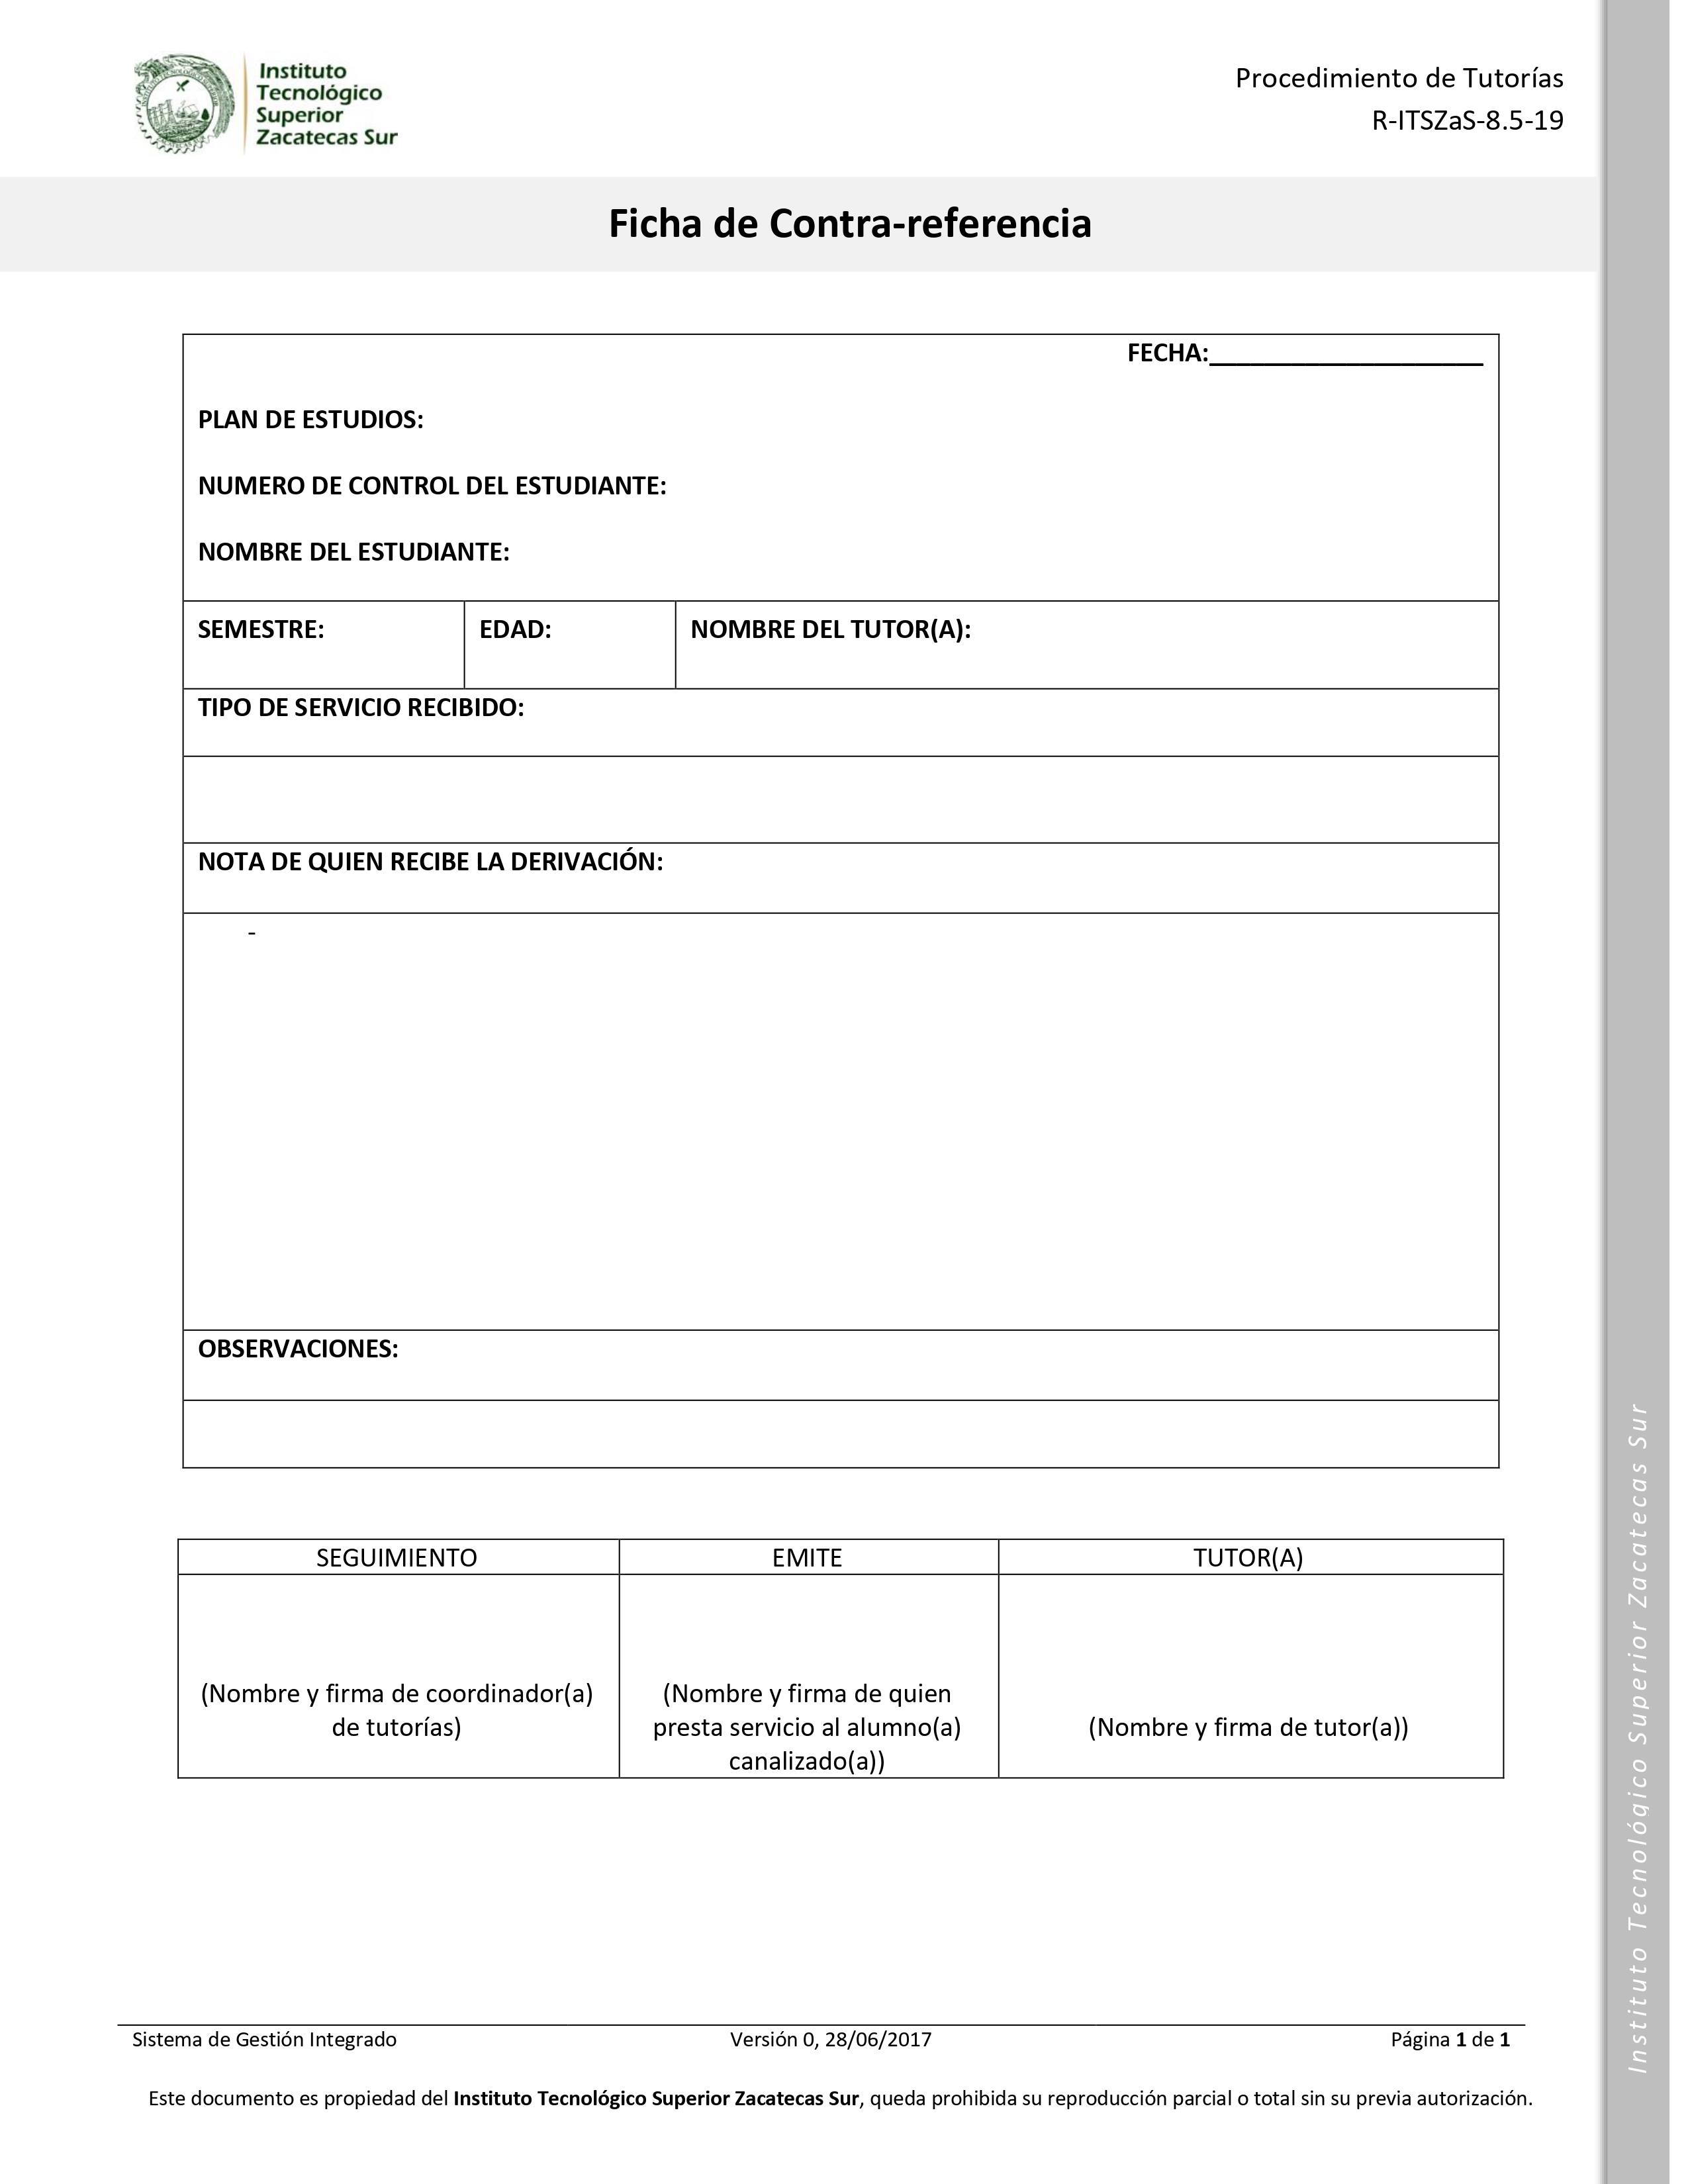 Instituto
Tecnológico
Superior
Zacatecas Sur
Procedimiento de Tutorías
R-ITSZaS-8.5-19
Ficha de Contra-referencia
FECHA:____________________
PLAN DE ESTUDIOS:
NUMERO DE CONTROL DEL ESTUDIANTE:
NOMBRE DEL ESTUDIANTE:
SEMESTRE:
EDAD:
NOMBRE DEL TUTOR(A):
TIPO DE SERVICIO RECIBIDO:
NOTA DE QUIEN RECIBE LA DERIVACIÓN:
-
OBSERVACIONES:
SEGUIMIENTO
EMITE
TUTOR(A)
(Nombre y firma de coordinador(a)
de tutorías)
(Nombre y firma de quien
presta servicio al alumno(a)
canalizado(a))
(Nombre y firma de tutor(a))
Instituto Tecnológico Superior Zacatecas Sur
Sistema de Gestión Integrado
Versión 0, 28/06/2017
Página 1 de 1
Este documento es propiedad del Instituto Tecnológico Superior Zacatecas Sur, queda prohibida su reproducción parcial o total sin su previa autorización.